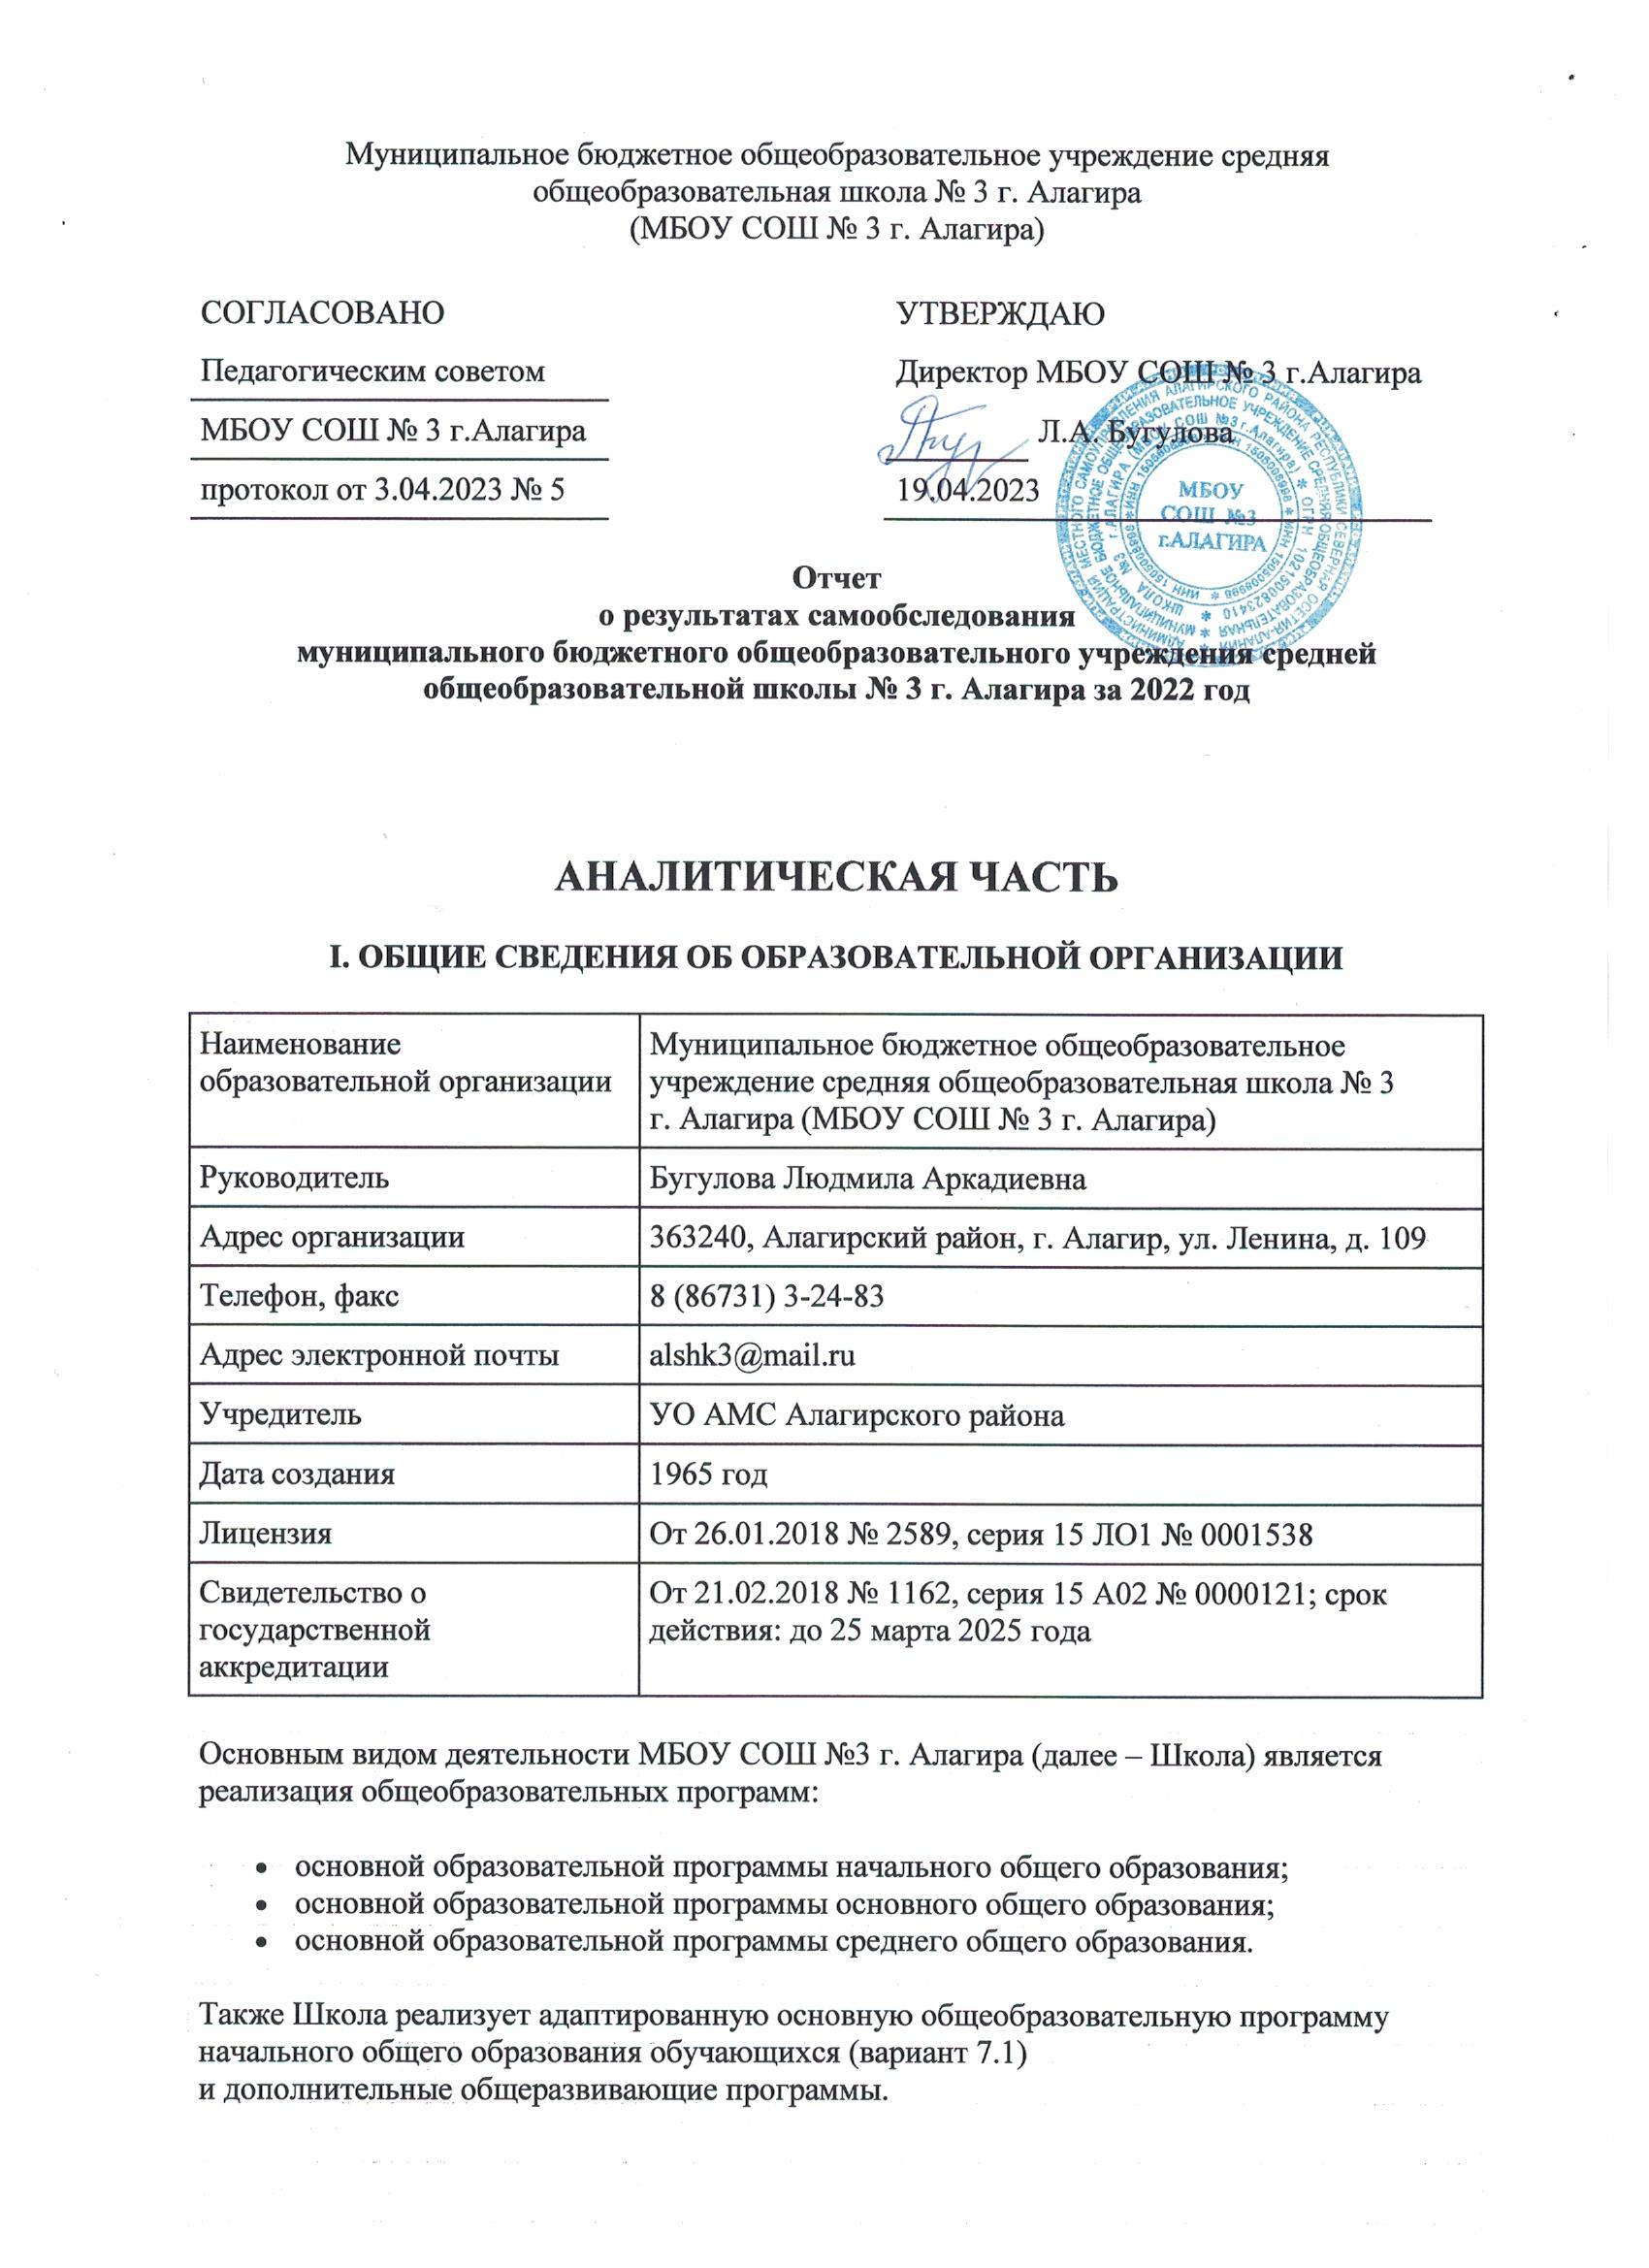 Муниципальное бюджетное общеобразовательное учреждение средняя
общеобразовательная школа № 3 г. Алагира
(МБОУ СОШ № 3 г. Алагира)
СОГЛАСОВАНО
Педагогическим советом
МБОУ СОШ № 3 г.Алагира
протокол от 3.04.2023 № 5
УТВЕРЖДАЮ
Директор МБОУ СОШ № 3 г.Алагира
Л.А. Бугулова
19.04.2023
МБОУ
СОШ №3
г.АЛАГИРА
Отчет
о результатах самообследования
муниципального бюджетного общеобразовательного учреждения средней
общеобразовательной школы № 3 г. Алагира за 2022 год
АНАЛИТИЧЕСКАЯ ЧАСТЬ
I. ОБЩИЕ СВЕДЕНИЯ ОБ ОБРАЗОВАТЕЛЬНОЙ ОРГАНИЗАЦИИ
Наименование
образовательной организации
Муниципальное бюджетное общеобразовательное
учреждение средняя общеобразовательная школа № 3
г. Алагира (МБОУ СОШ № 3 г. Алагира)
Руководитель
Бугулова Людмила Аркадиевна
Адрес организации
363240, Алагирский район, г. Алагир, ул. Ленина, д. 109
Телефон, факс
8 (86731) 3-24-83
Адрес электронной почты
alshk3@mail.ru
Учредитель
УО АМС Алагирского района
Дата создания
1965 год
Лицензия
От 26.01.2018 № 2589, серия 15 ЛО1 № 0001538
Свидетельство о
государственной
аккредитации
От 21.02.2018 № 1162, серия 15 А02 № 0000121; срок
действия: до 25 марта 2025 года
Основным видом деятельности МБОУ СОШ №3 г. Алагира (далее – Школа) является
реализация общеобразовательных программ:
• основной образовательной программы начального общего образования;
• основной образовательной программы основного общего образования;
• основной образовательной программы среднего общего образования.
Также Школа реализует адаптированную основную общеобразовательную программу
начального общего образования обучающихся (вариант 7.1)
и дополнительные общеразвивающие программы.